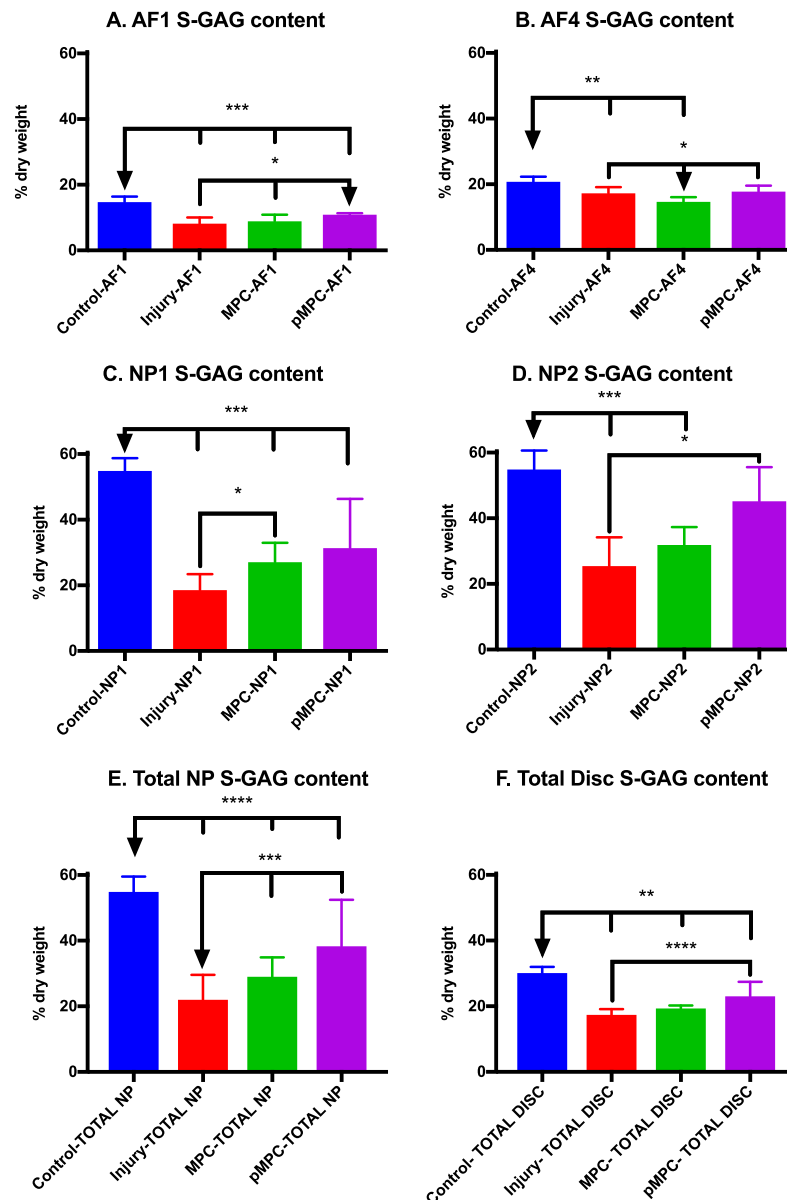 A. AF1 S-GAG content
% dry weight
60
40
20
0
***
*
Control-AF1
Injury-AF1
MPC-AF1
pMPC-AF1
B. AF4 S-GAG content
% dry weight
60
40
20
0
**
*
Control-AF4
Injury-AF4
MPC-AF4
pMPC-AF4
C. NP1 S-GAG content
% dry weight
60
40
20
0
***
*
Control-NP1
Injury-NP1
MPC-NP1
pMPC-NP1
D. NP2 S-GAG content
% dry weight
60
40
20
0
***
*
Control-NP2
Injury-NP2
MPC-NP2
pMPC-NP2
E. Total NP S-GAG content
% dry weight
60
40
20
0
****
***
Control-TOTAL NP
Injury-TOTAL NP
MPC-TOTAL NP
pMPC-TOTAL NP
F. Total Disc S-GAG content
% dry weight
60
40
20
0
**
****
Control- TOTAL DISC
Injury- TOTAL DISC
MPC- TOTAL DISC
pMPC- TOTAL DISC